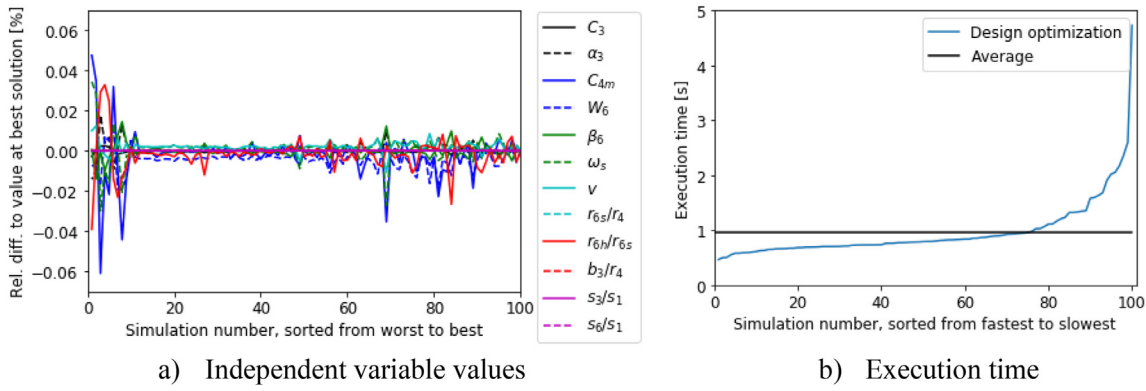 Rel. diff. to value at best solution [%]
0.06
0.04
0.02
0.00
−0.02
−0.04
−0.06
0 20 40 60 80 100
Simulation number, sorted from worst to best
C₃
α₃
C₄ₘ
W₆
β₆
ωₛ
v
r₆ₛ/r₄
r₆ₕ/r₆ₛ
b₃/r₄
s₃/s₁
s₆/s₁
a) Independent variable values
Execution time [s]
5
4
3
2
1
0
Design optimization
Average
0 20 40 60 80 100
Simulation number, sorted from fastest to slowest
b) Execution time